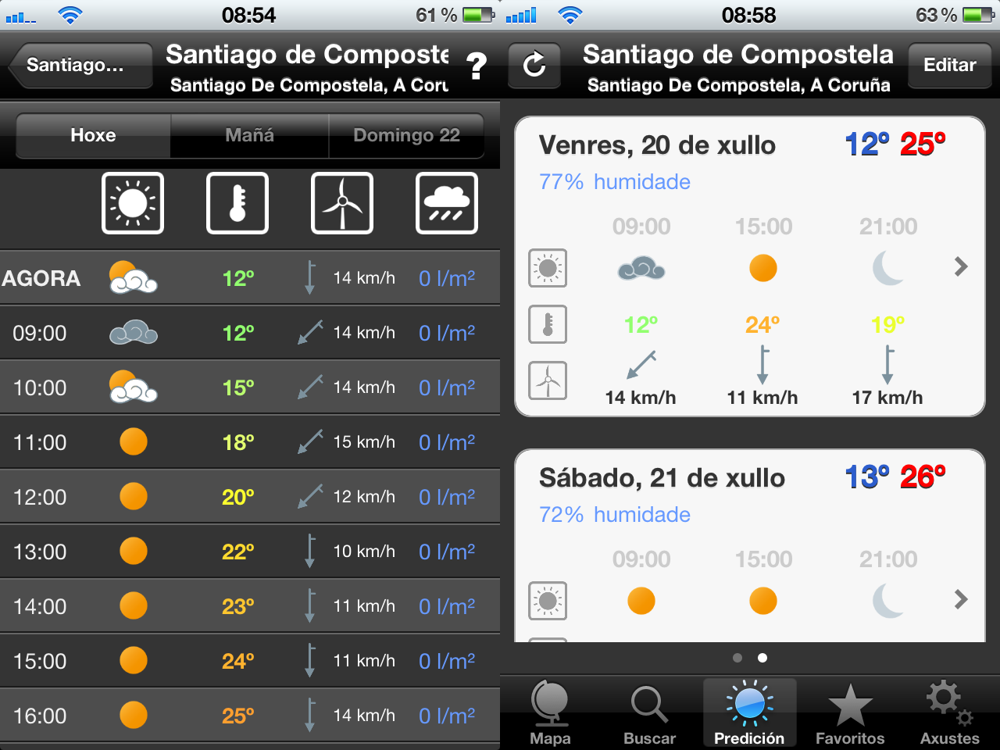 08:54
61 %
Santiago...
Santiago de Composte
Santiago De Compostela, A Coru
?
Hoxe
Mañá
Domingo 22
AGORA 12º 14 km/h 0 l/m²
09:00 12º 14 km/h 0 l/m²
10:00 15º 14 km/h 0 l/m²
11:00 18º 15 km/h 0 l/m²
12:00 20º 12 km/h 0 l/m²
13:00 22º 10 km/h 0 l/m²
14:00 23º 11 km/h 0 l/m²
15:00 24º 11 km/h 0 l/m²
16:00 25º 14 km/h 0 l/m²
08:58
63 %
Santiago de Compostela
Santiago De Compostela, A Coruña
Editar
Venres, 20 de xullo 12º 25º
77% humidade
09:00 15:00 21:00
12º 24º 19º
14 km/h 11 km/h 17 km/h
Sábado, 21 de xullo 13º 26º
72% humidade
09:00 15:00 21:00
Mapa Buscar Predición Favoritos Axustes